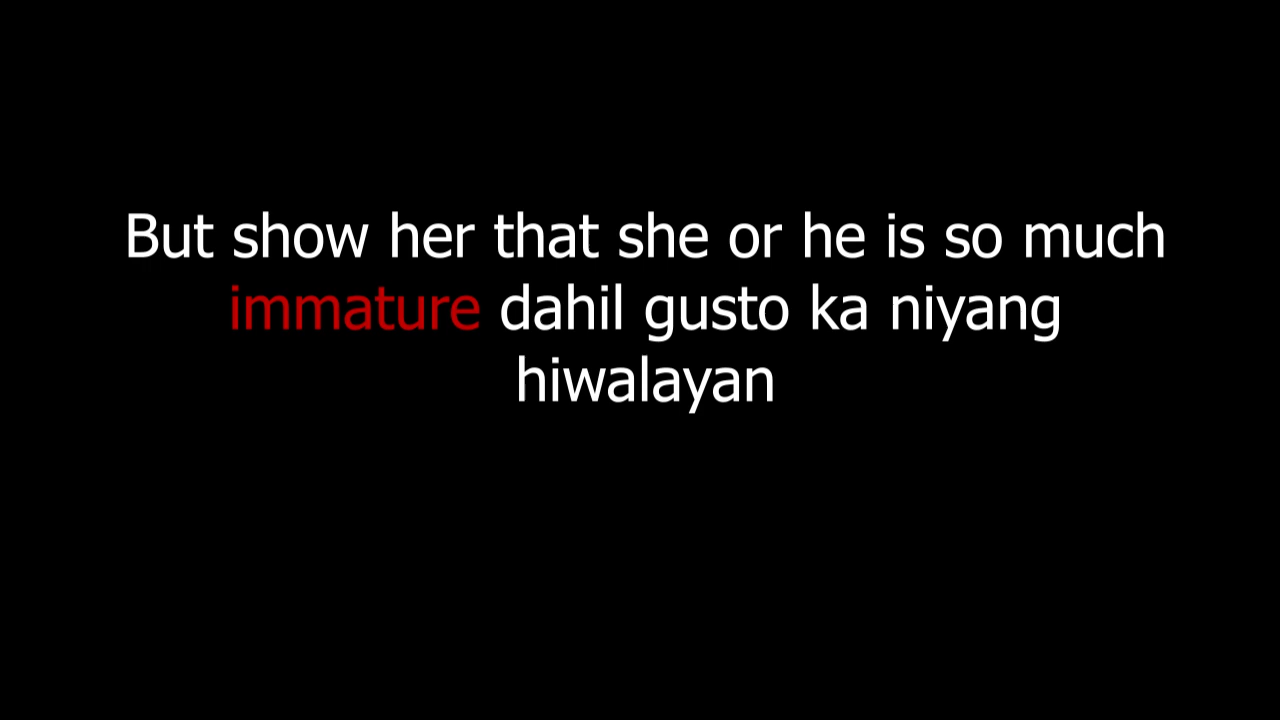 But show her that she or he is so much
immature dahil gusto ka niyang
hiwalayan